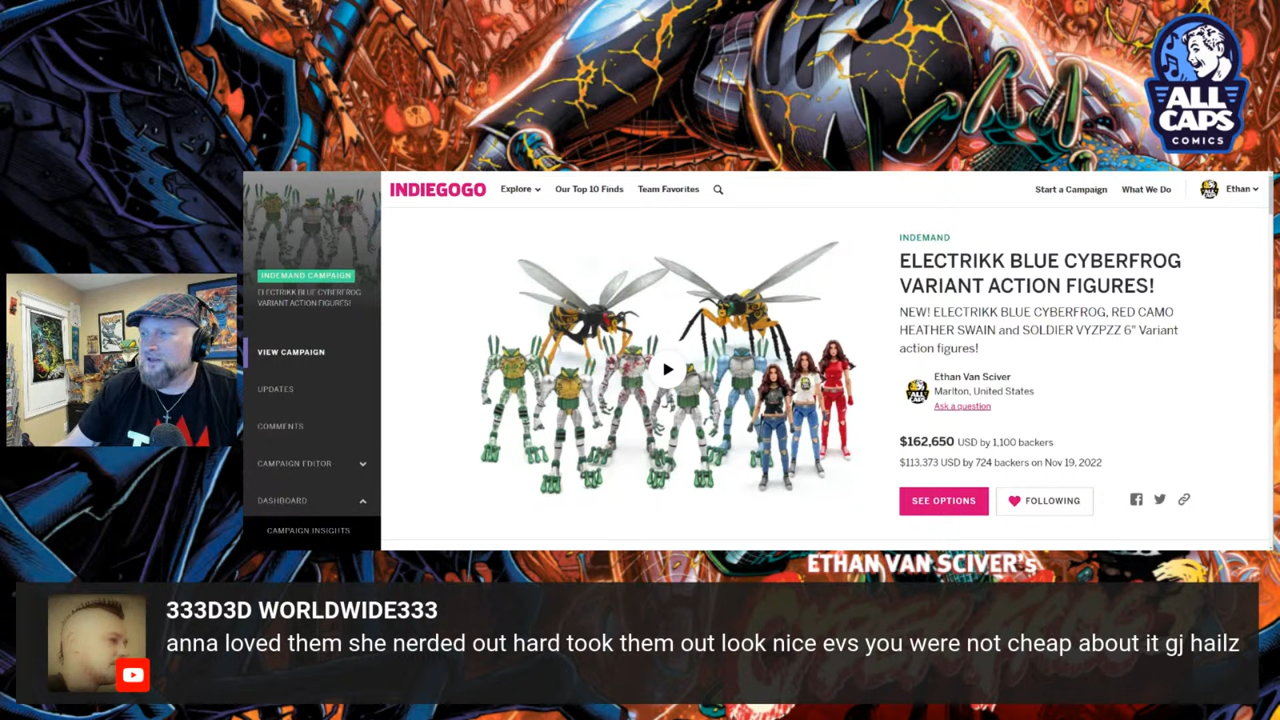 ALL
CAPS
COMICS
INDIEGOGO
Explore
Our Top 10 Finds
Team Favorites
Start a Campaign
What We Do
Ethan
INDEMAND CAMPAIGN
ELECTRIKK BLUE CYBERFROG
VARIANT ACTION FIGURES!
VIEW CAMPAIGN
UPDATES
COMMENTS
CAMPAIGN EDITOR
DASHBOARD
CAMPAIGN INSIGHTS
INDEMAND
ELECTRIKK BLUE CYBERFROG
VARIANT ACTION FIGURES!
NEW! ELECTRIKK BLUE CYBERFROG, RED CAMO
HEATHER SWAIN and SOLDIER VYZPZZ 6" Variant
action figures!
Ethan Van Sciver
Marlton, United States
Ask a question
$162,650 USD by 1,100 backers
$113,373 USD by 724 backers on Nov 19, 2022
SEE OPTIONS
FOLLOWING
ETHAN VAN SCIVER's
333D3D WORLDWIDE333
anna loved them she nerded out hard took them out look nice evs you were not cheap about it gj hailz